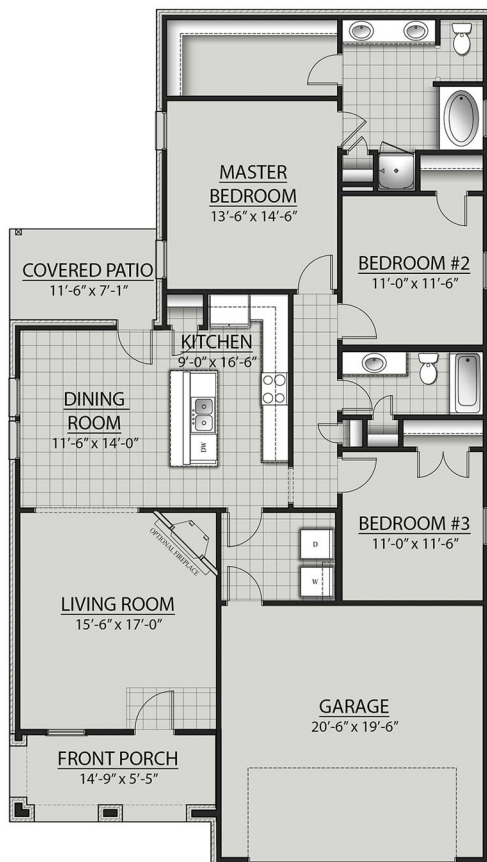 MASTER
BEDROOM
13'-6" x 14'-6"
COVERED PATIO
11'-6" x 7'-1"
BEDROOM #2
11'-0" x 11'-6"
KITCHEN
9'-0" x 16'-6"
DINING
ROOM
11'-6" x 14'-0"
DW
BEDROOM #3
11'-0" x 11'-6"
OPTIONAL FIREPLACE
D
W
LIVING ROOM
15'-6" x 17'-0"
GARAGE
20'-6" x 19'-6"
FRONT PORCH
14'-9" x 5'-5"